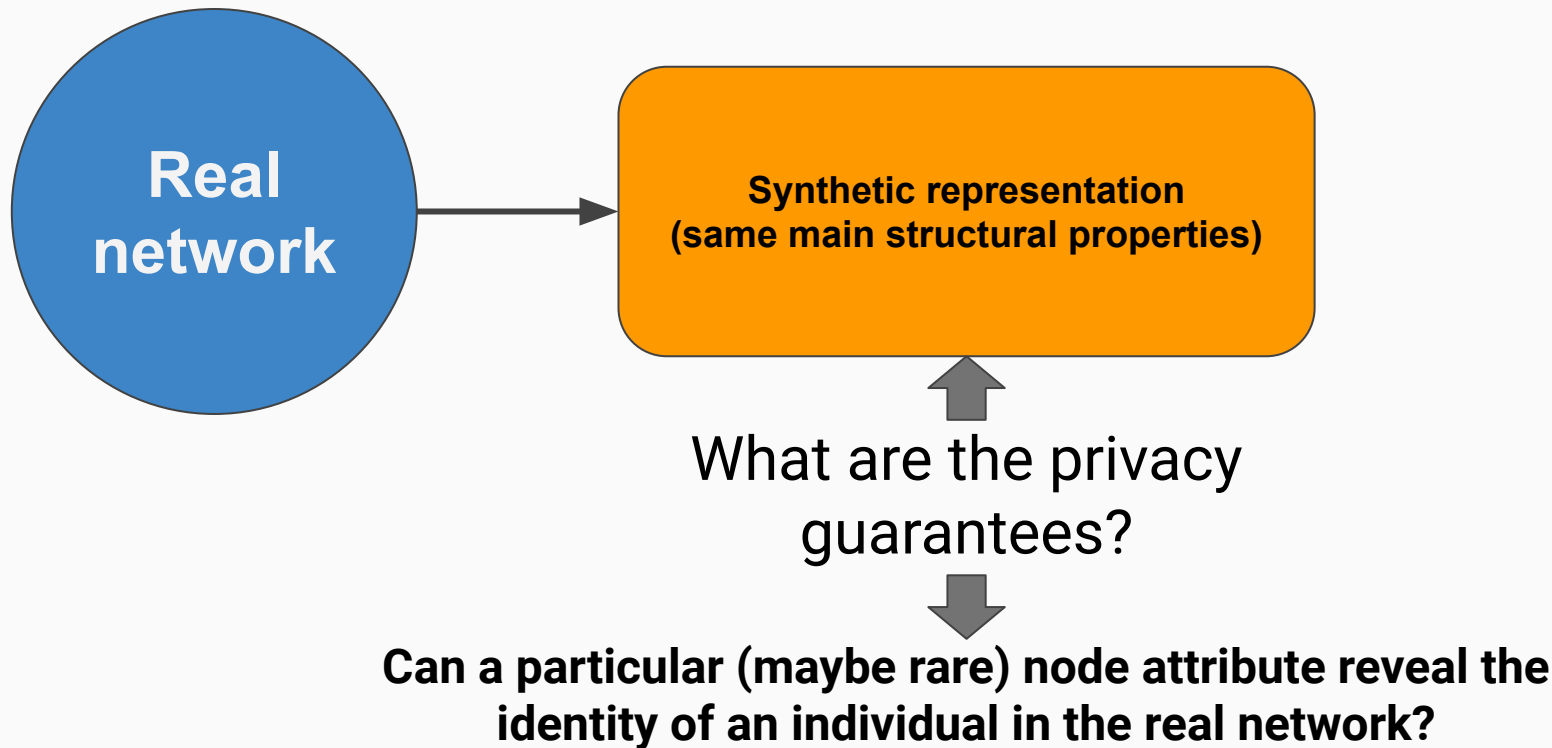 Real
network
Synthetic representation
(same main structural properties)
What are the privacy
guarantees?
Can a particular (maybe rare) node attribute reveal the
identity of an individual in the real network?